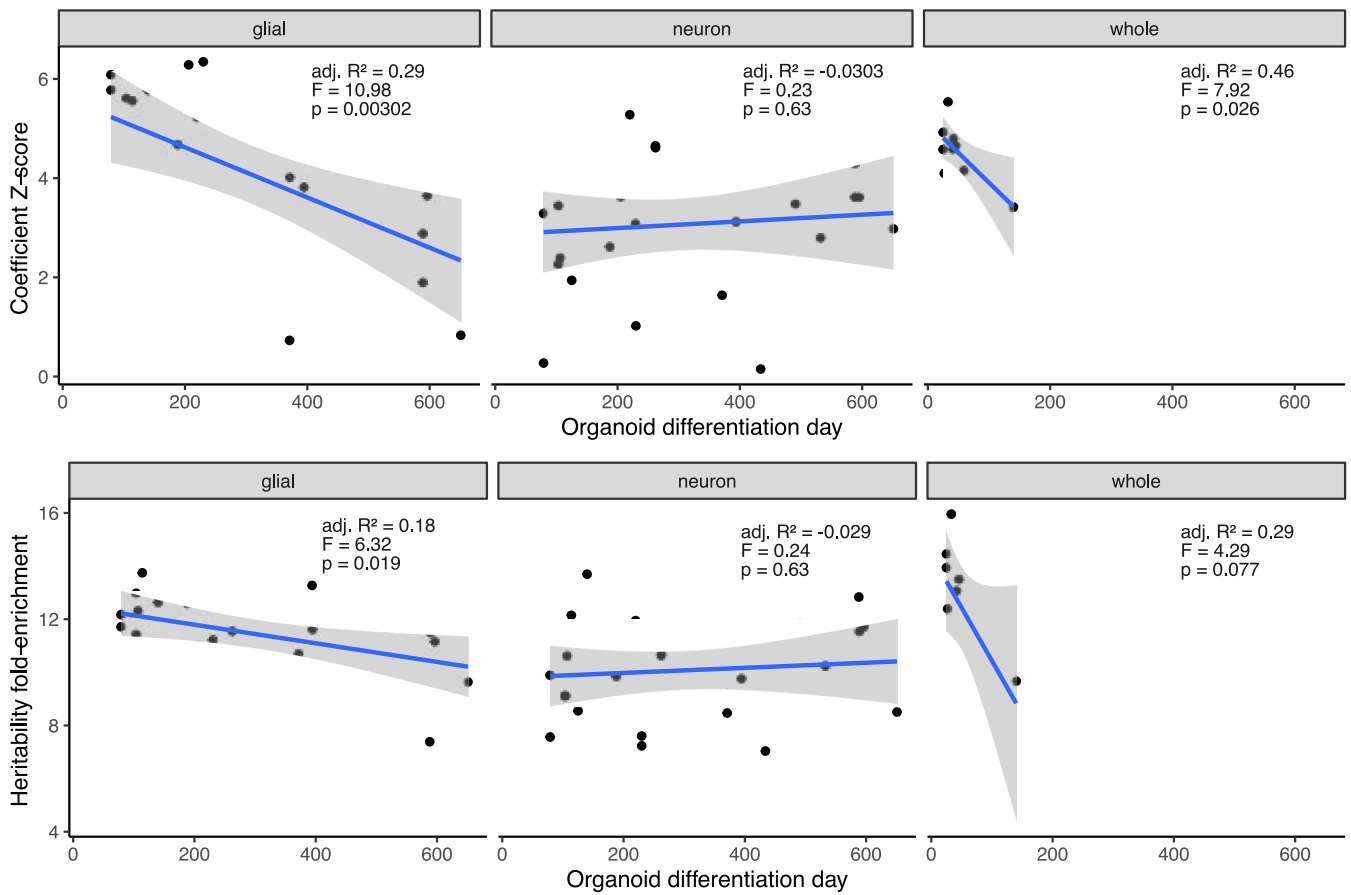 glial
neuron
whole
adj. R² = 0.29
F = 10.98
p = 0.00302
adj. R² = -0.0303
F = 0.23
p = 0.63
adj. R² = 0.46
F = 7.92
p = 0.026
Coefficient Z-score
6
4
2
0
0 200 400 600
0 200 400 600
0 200 400 600
Organoid differentiation day
glial
neuron
whole
adj. R² = 0.18
F = 6.32
p = 0.019
adj. R² = -0.029
F = 0.24
p = 0.63
adj. R² = 0.29
F = 4.29
p = 0.077
Heritability fold-enrichment
16
12
8
4
0 200 400 600
0 200 400 600
0 200 400 600
Organoid differentiation day